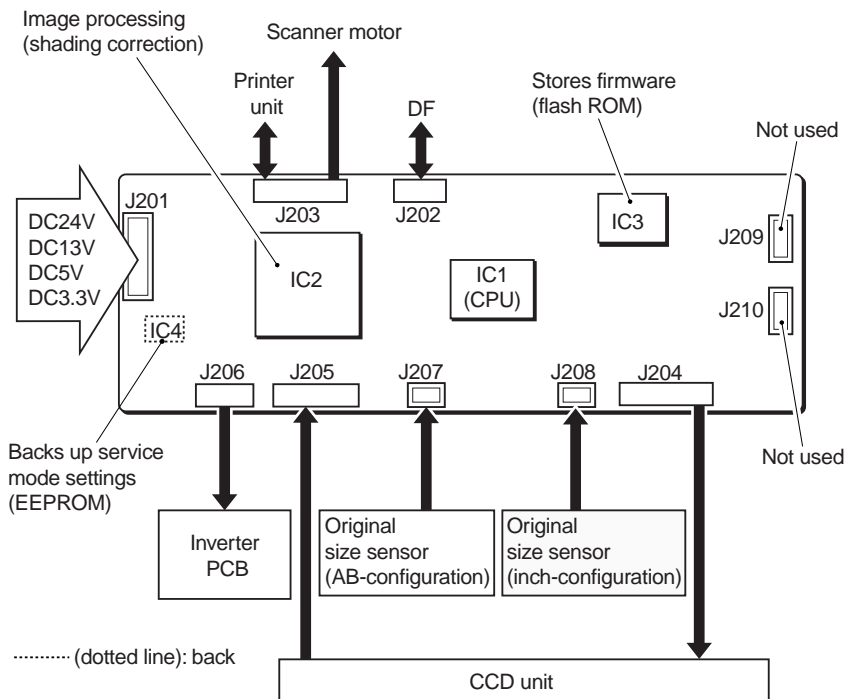 Image processing
(shading correction)
Scanner motor
Printer
unit
DF
Stores firmware
(flash ROM)
Not used
J201
J203
J202
DC24V
DC13V
DC5V
DC3.3V
IC2
IC1
(CPU)
IC3
J209
J210
IC4
J206
J205
J207
J208
J204
Backs up service
mode settings
(EEPROM)
Not used
Inverter
PCB
Original
size sensor
(AB-configuration)
Original
size sensor
(inch-configuration)
(dotted line): back
CCD unit